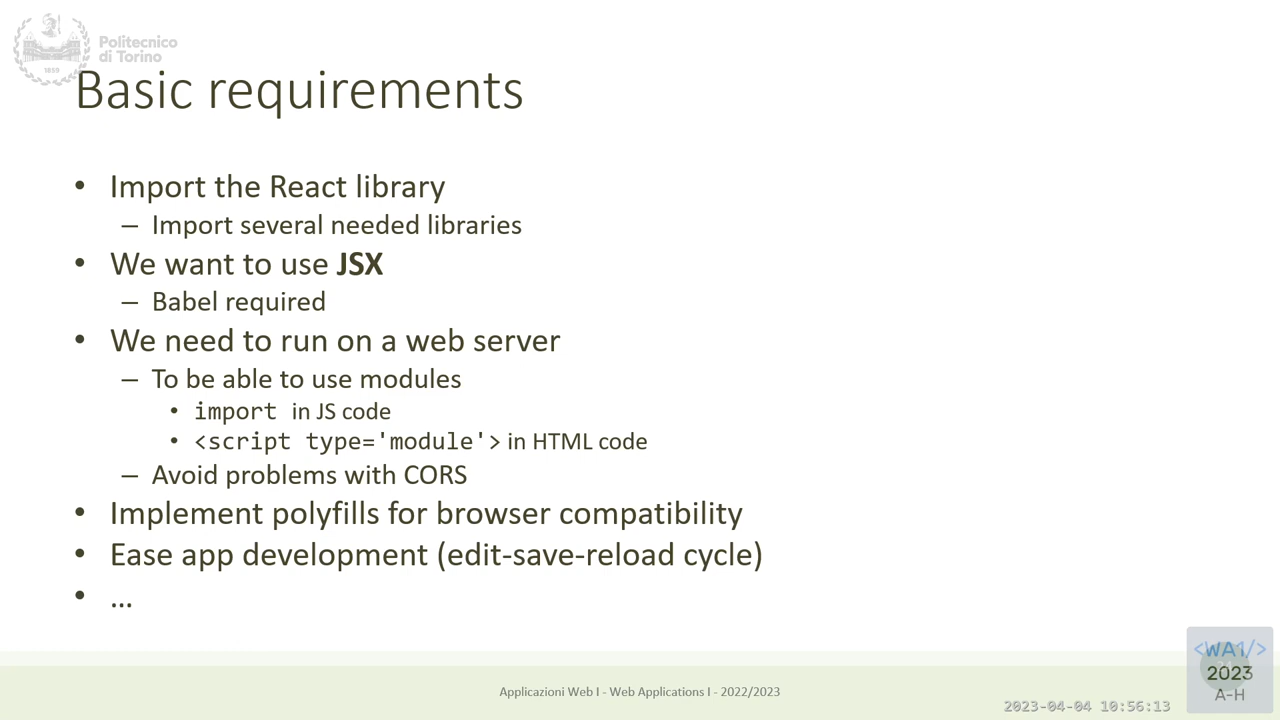 Politecnico
di Torino
1859
Basic requirements
• Import the React library
– Import several needed libraries
• We want to use JSX
– Babel required
• We need to run on a web server
– To be able to use modules
• import in JS code
• <script type='module'> in HTML code
– Avoid problems with CORS
• Implement polyfills for browser compatibility
• Ease app development (edit-save-reload cycle)
• …
<WA1/>
2023
A-H
Applicazioni Web I - Web Applications I - 2022/2023
2023-04-04 10:56:13